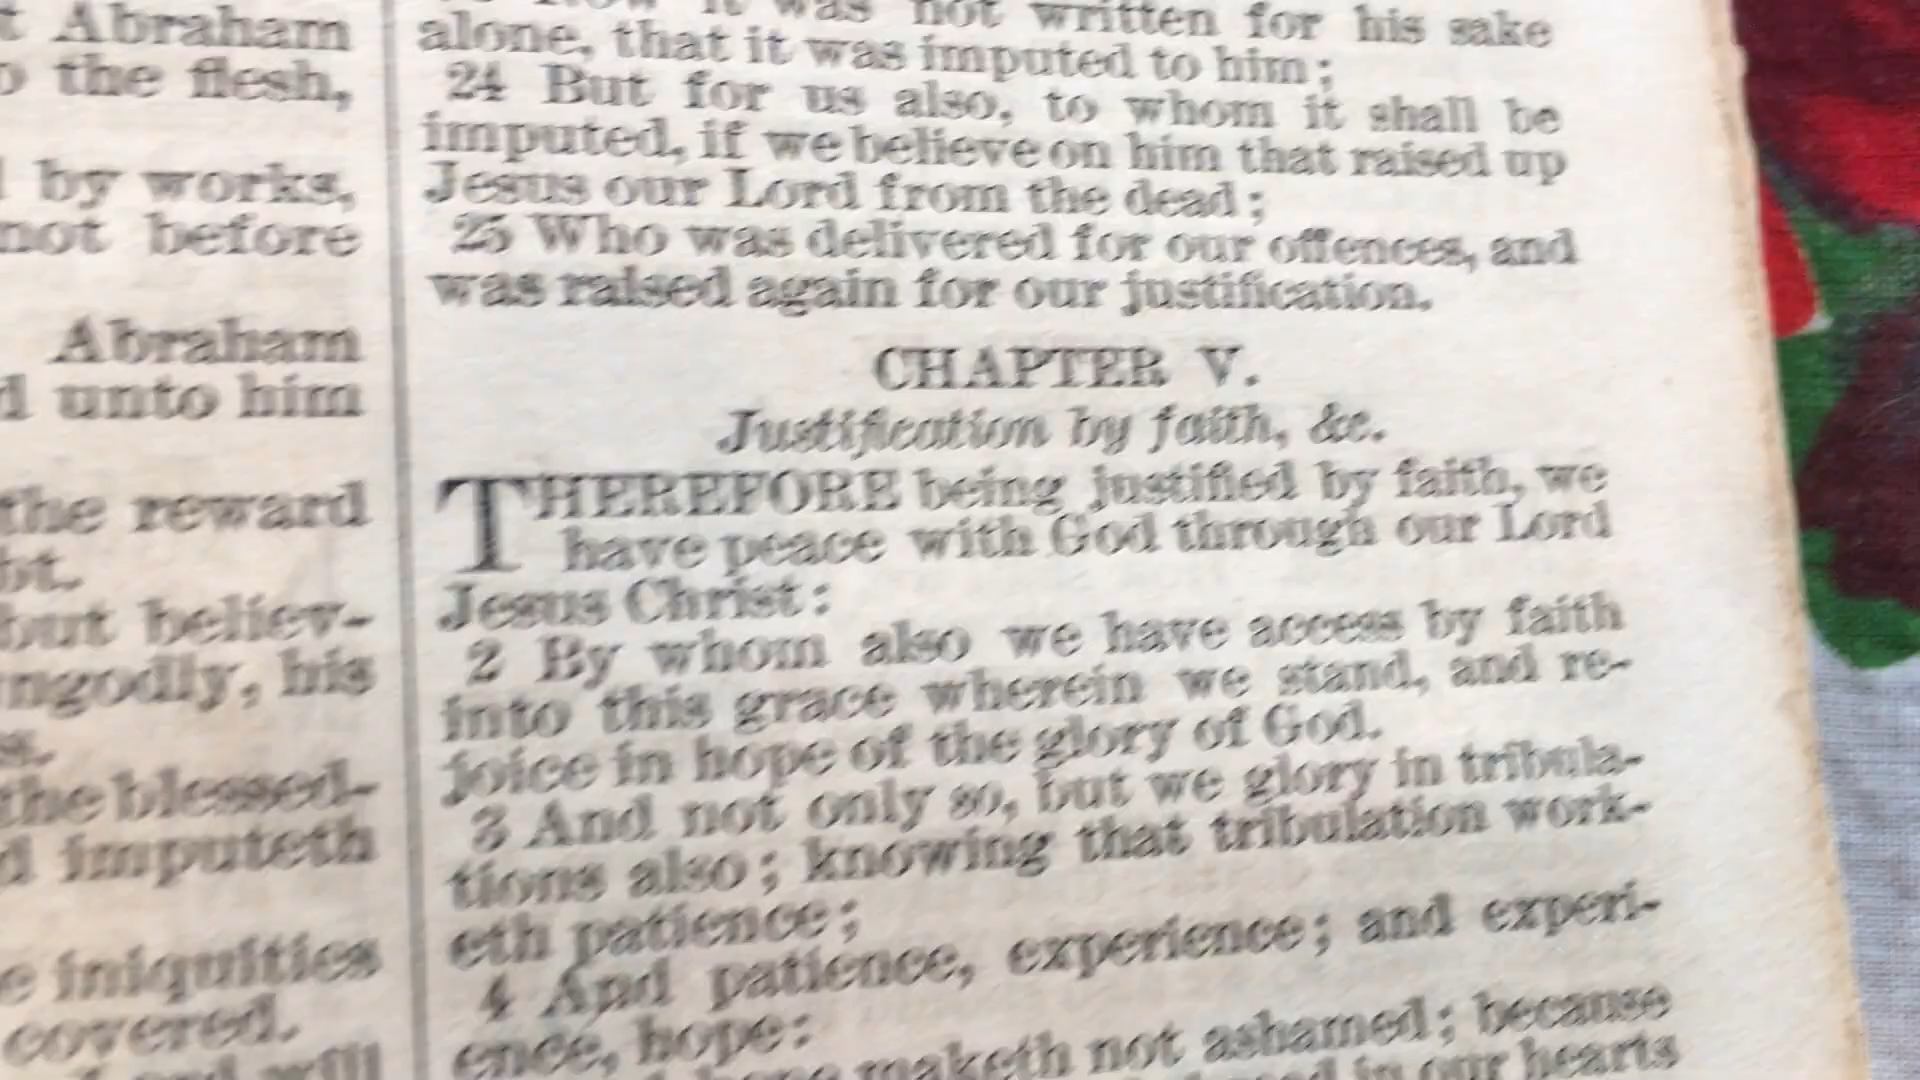 t Abraham
o the flesh,
by works,
not before
Abraham
d unto him
the reward
bt.
but believ-
ngodly, his
s.
the blessed-
d imputeth
e iniquities
covered.
will
it was not written for his sake
alone, that it was imputed to him;
24 But for us also, to whom it shall be
imputed, if we believe on him that raised up
Jesus our Lord from the dead;
25 Who was delivered for our offences, and
was raised again for our justification.
CHAPTER V.
Justification by faith, &c.
THEREFORE being justified by faith, we
have peace with God through our Lord
Jesus Christ:
2 By whom also we have access by faith
into this grace wherein we stand, and re-
joice in hope of the glory of God.
3 And not only so, but we glory in tribula-
tions also; knowing that tribulation work-
eth patience;
4 And patience, experience; and experi-
ence, hope:
hope maketh not ashamed; because
in our hearts